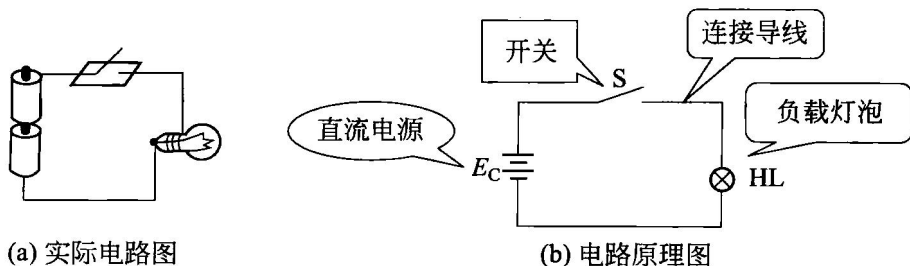 开关
S
连接导线
直流电源
E_C
负载灯泡
HL
(a) 实际电路图
(b) 电路原理图